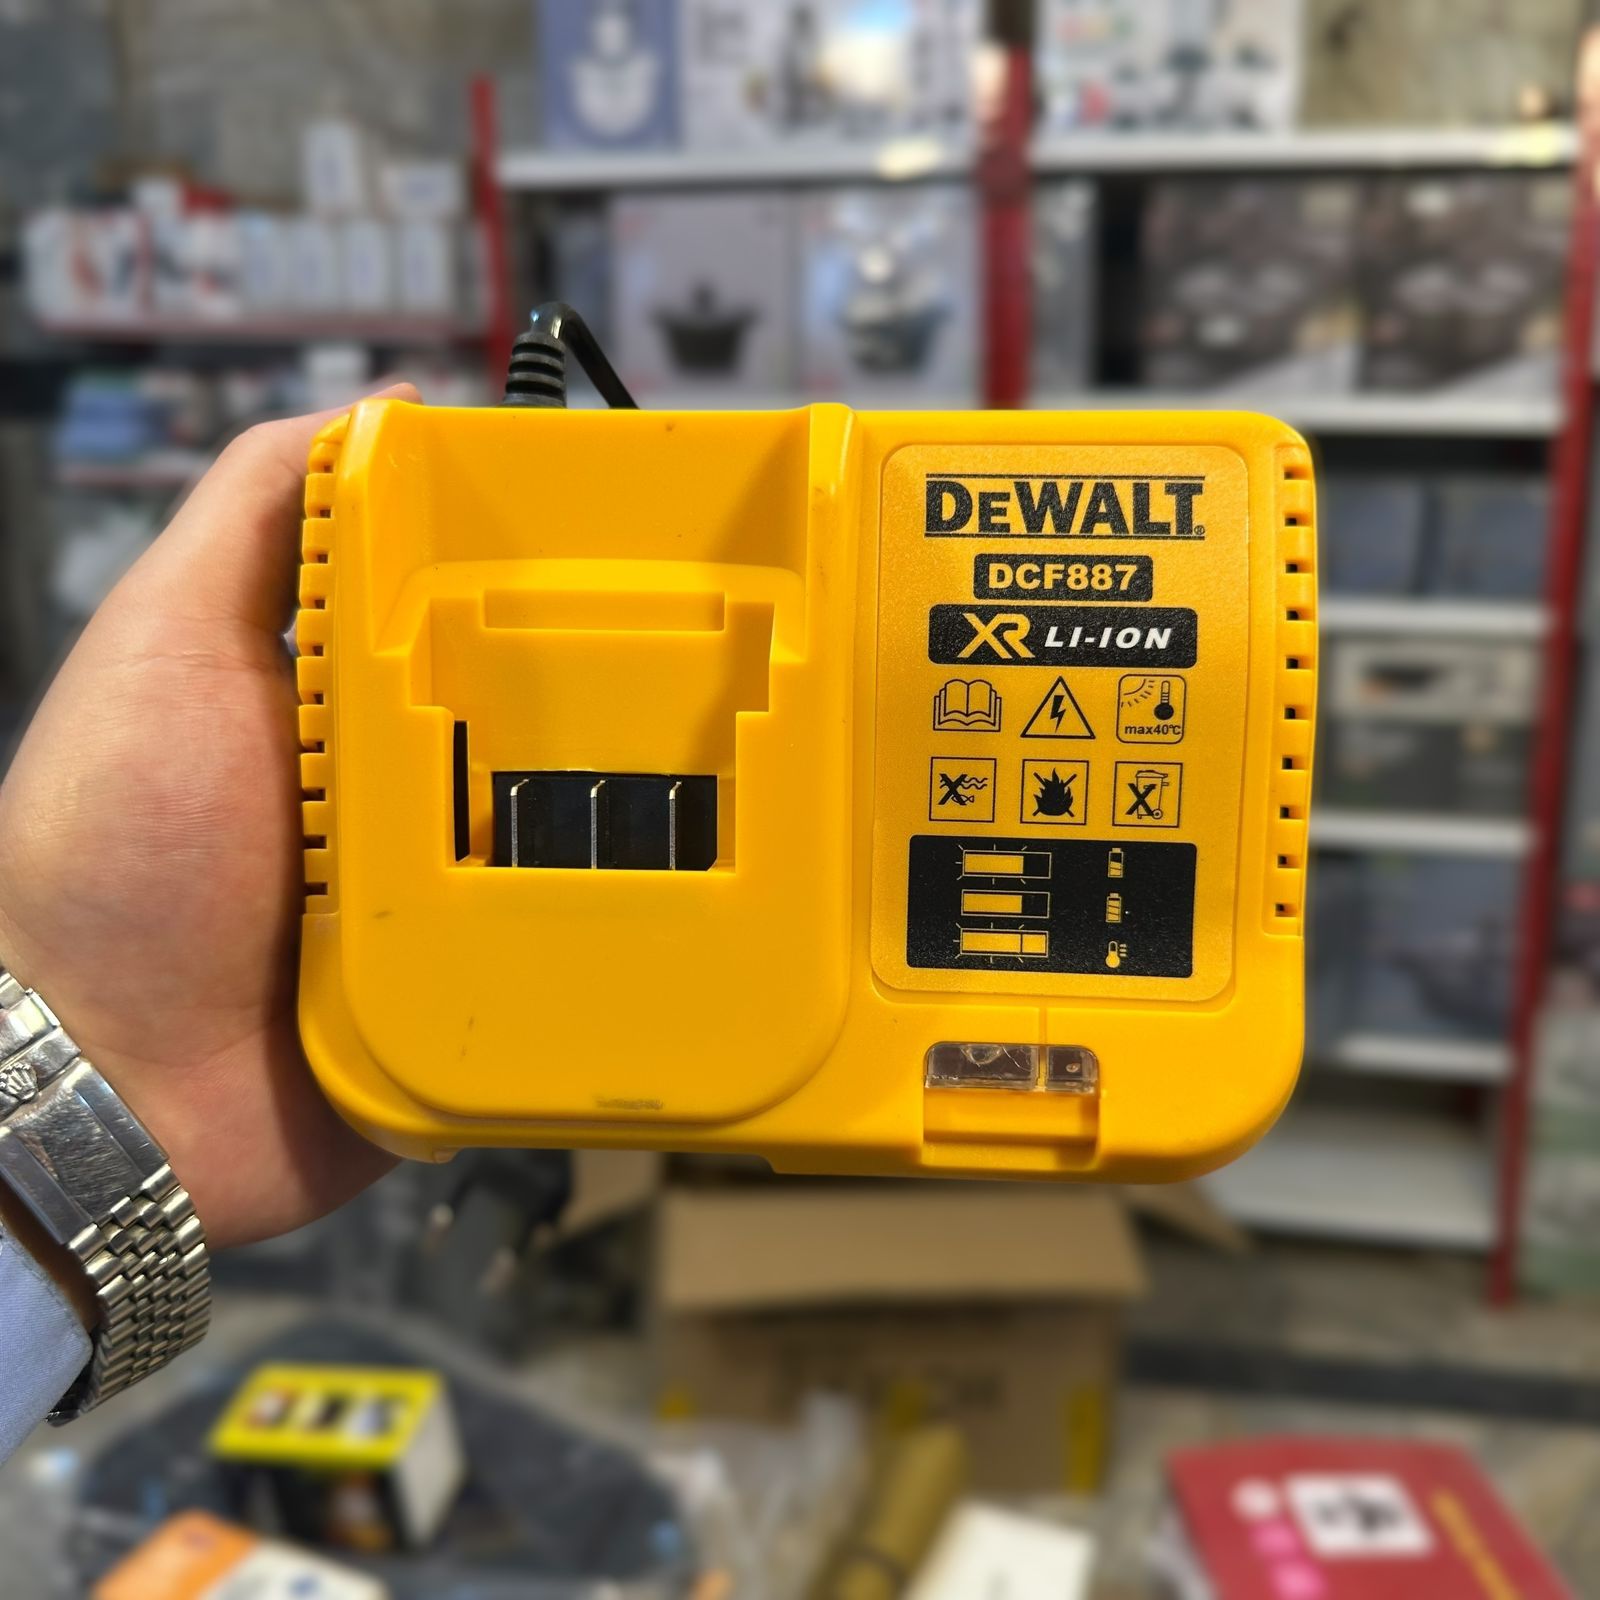 DEWALT®
DCF887
XR LI-ION
max40℃